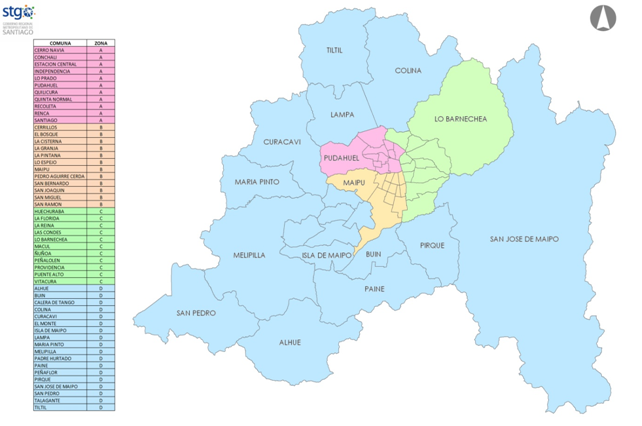 stgo
GOBIERNO REGIONAL
METROPOLITANO DE
SANTIAGO
COMUNA ZONA
CERRO NAVIA A
CONCHALI A
ESTACION CENTRAL A
INDEPENDENCIA A
LO PRADO A
PUDAHUEL A
QUILICURA A
QUINTA NORMAL A
RECOLETA A
RENCA A
SANTIAGO A
CERRILLOS B
EL BOSQUE B
LA CISTERNA B
LA GRANJA B
LA PINTANA B
LO ESPEJO B
MAIPU B
PEDRO AGUIRRE CERDA B
SAN BERNARDO B
SAN JOAQUIN B
SAN MIGUEL B
SAN RAMON B
HUECHURABA C
LA FLORIDA C
LA REINA C
LAS CONDES C
LO BARNECHEA C
MACUL C
ÑUÑOA C
PEÑALOLEN C
PROVIDENCIA C
PUENTE ALTO C
VITACURA C
ALHUE D
BUIN D
CALERA DE TANGO D
COLINA D
CURACAVI D
EL MONTE D
ISLA DE MAIPO D
LAMPA D
MARIA PINTO D
MELIPILLA D
PADRE HURTADO D
PAINE D
PEÑAFLOR D
PIRQUE D
SAN JOSE DE MAIPO D
SAN PEDRO D
TALAGANTE D
TILTIL D
TILTIL
COLINA
LAMPA
LO BARNECHEA
CURACAVI
PUDAHUEL
MARIA PINTO
MAIPU
SAN JOSE DE MAIPO
PIRQUE
MELIPILLA
ISLA DE MAIPO
BUIN
PAINE
SAN PEDRO
ALHUE